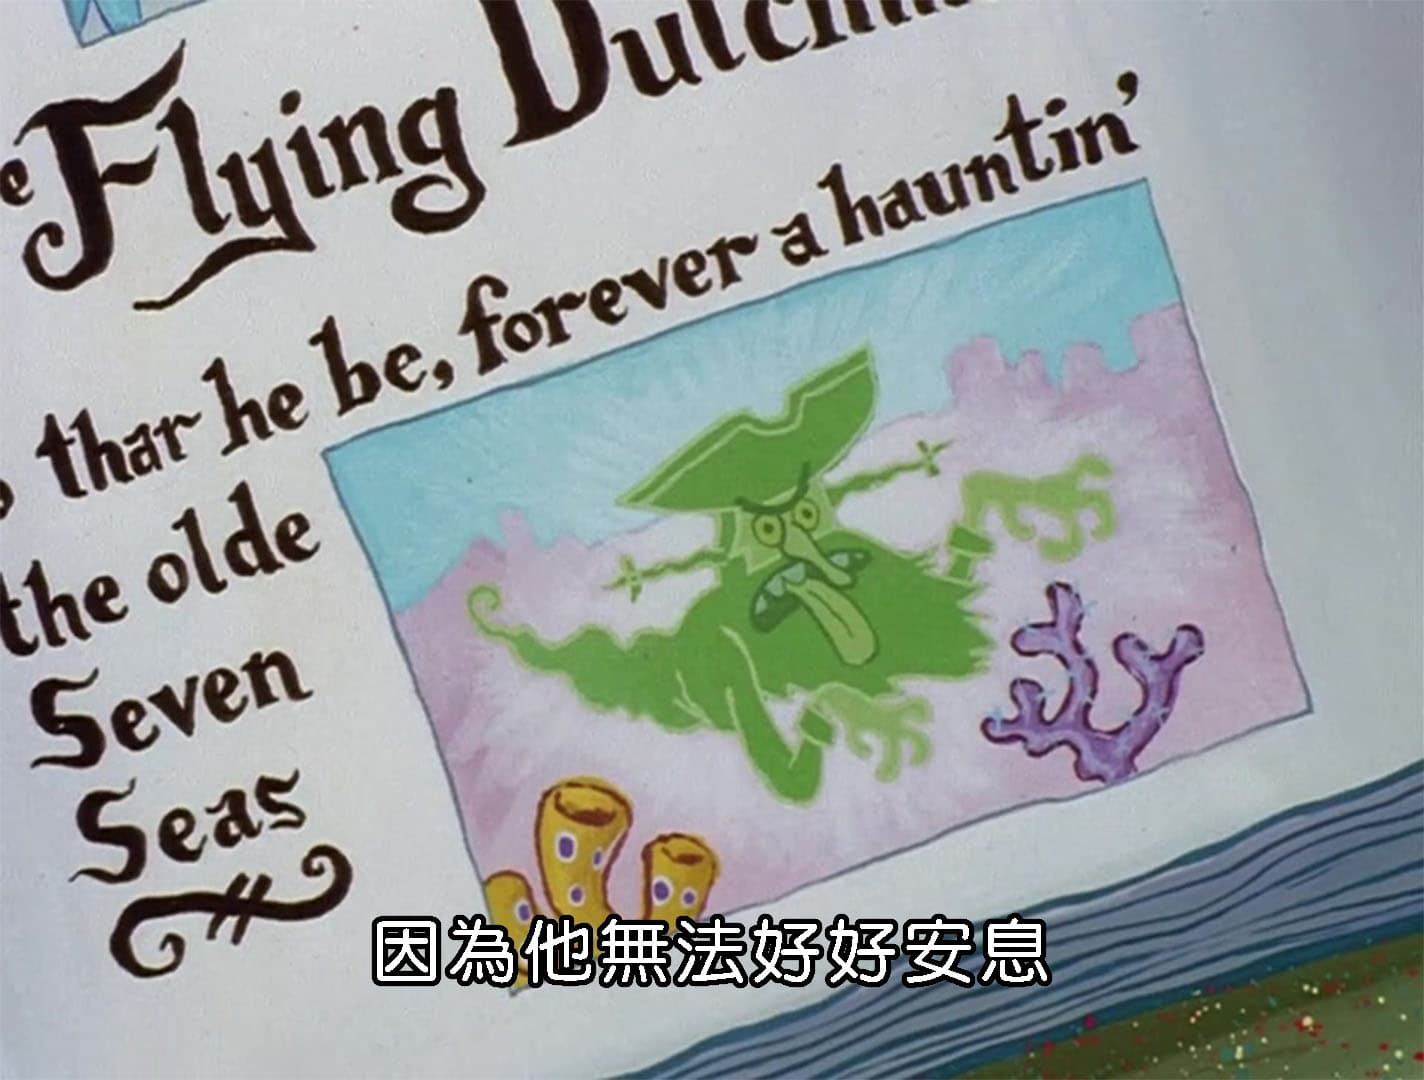 Flying
thar he be, forever a hauntin'
the olde
Seven
Seas
因為他無法好好安息